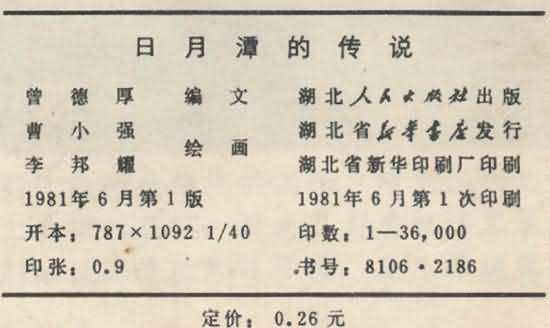 日月潭的传说
曾德厚 编文
曹小强
李邦耀 绘画
1981年6月第1版
开本：787×1092 1/40
印张：0.9
湖北人民出版社出版
湖北省新华书店发行
湖北省新华印刷厂印刷
1981年6月第1次印刷
印数：1—36,000
书号：8106·2186
定价：0.26元